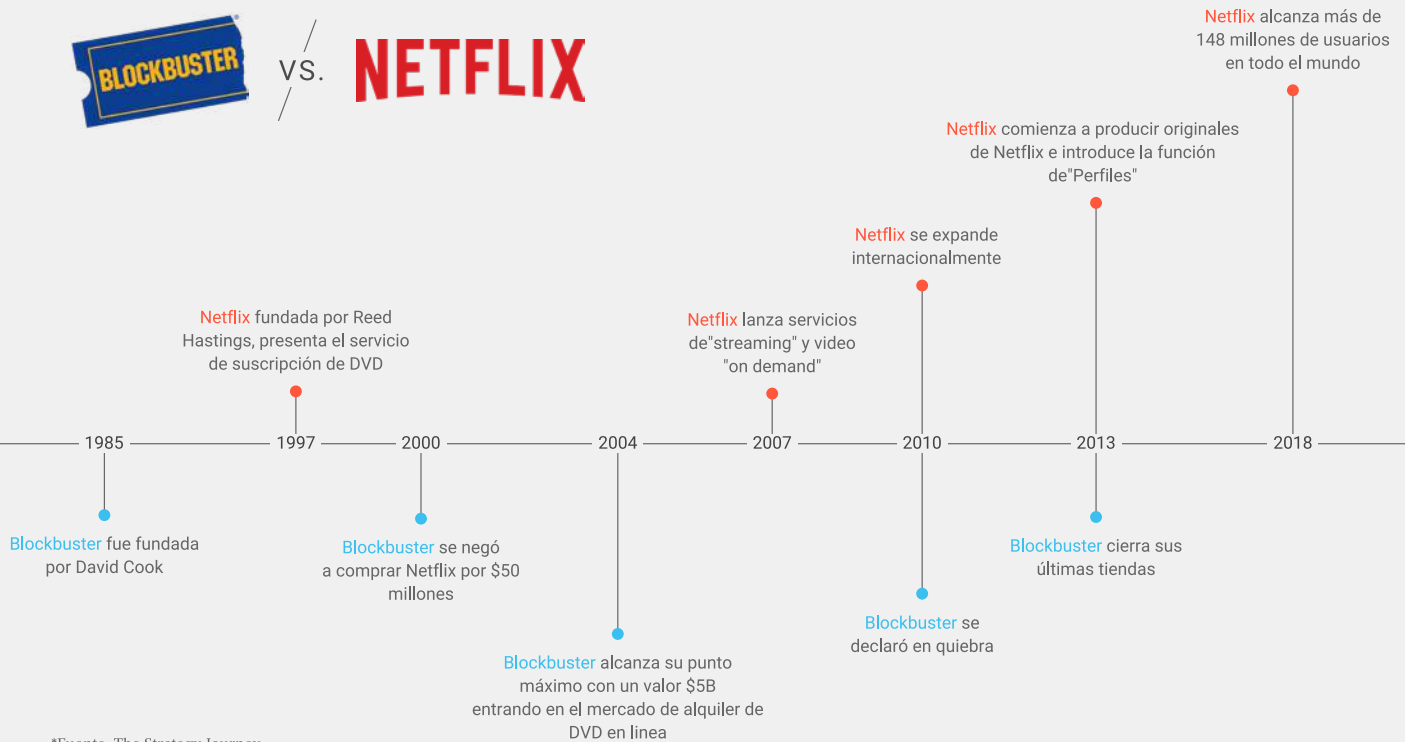 BLOCKBUSTER
VS.
NETFLIX
Netflix alcanza más de
148 millones de usuarios
en todo el mundo
Netflix comienza a producir originales
de Netflix e introduce la función
de"Perfiles"
Netflix se expande
internacionalmente
Netflix fundada por Reed
Hastings, presenta el servicio
de suscripción de DVD
Netflix lanza servicios
de"streaming" y video
"on demand"
1985
1997
2000
2004
2007
2010
2013
2018
Blockbuster fue fundada
por David Cook
Blockbuster se negó
a comprar Netflix por $50
millones
Blockbuster alcanza su punto
máximo con un valor $5B
entrando en el mercado de alquiler de
DVD en linea
Blockbuster se
declaró en quiebra
Blockbuster cierra sus
últimas tiendas
*Fuente: The Strategy Journey